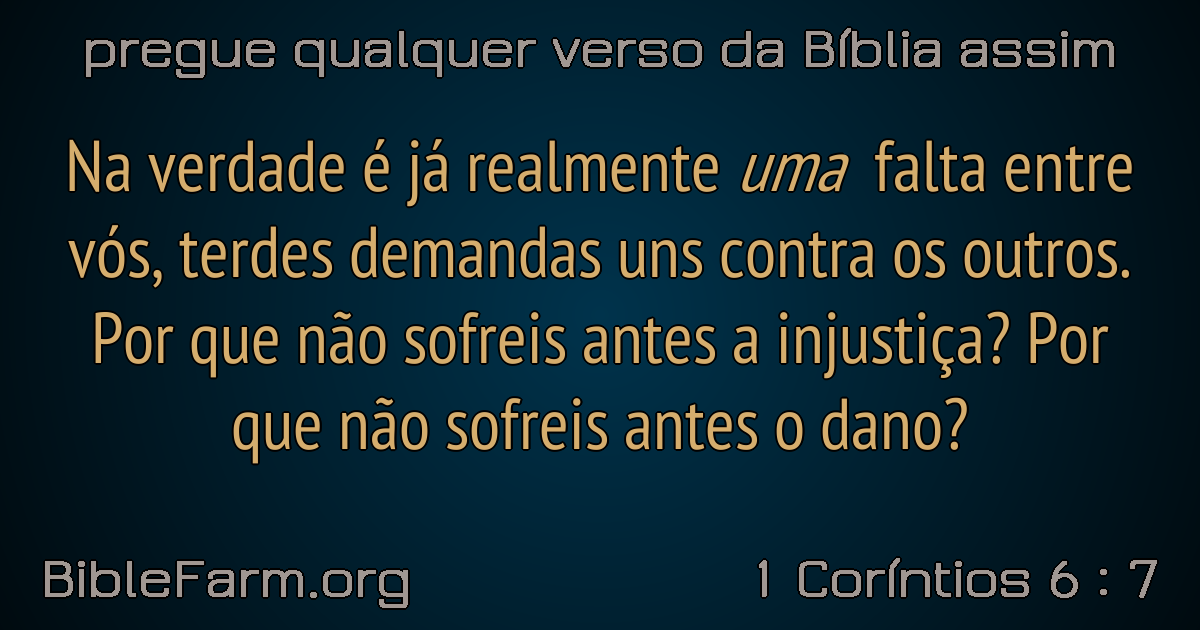 pregue qualquer verso da Bíblia assim
Na verdade é já realmente uma falta entre
vós, terdes demandas uns contra os outros.
Por que não sofreis antes a injustiça? Por
que não sofreis antes o dano?
BibleFarm.org
1 Coríntios 6 : 7